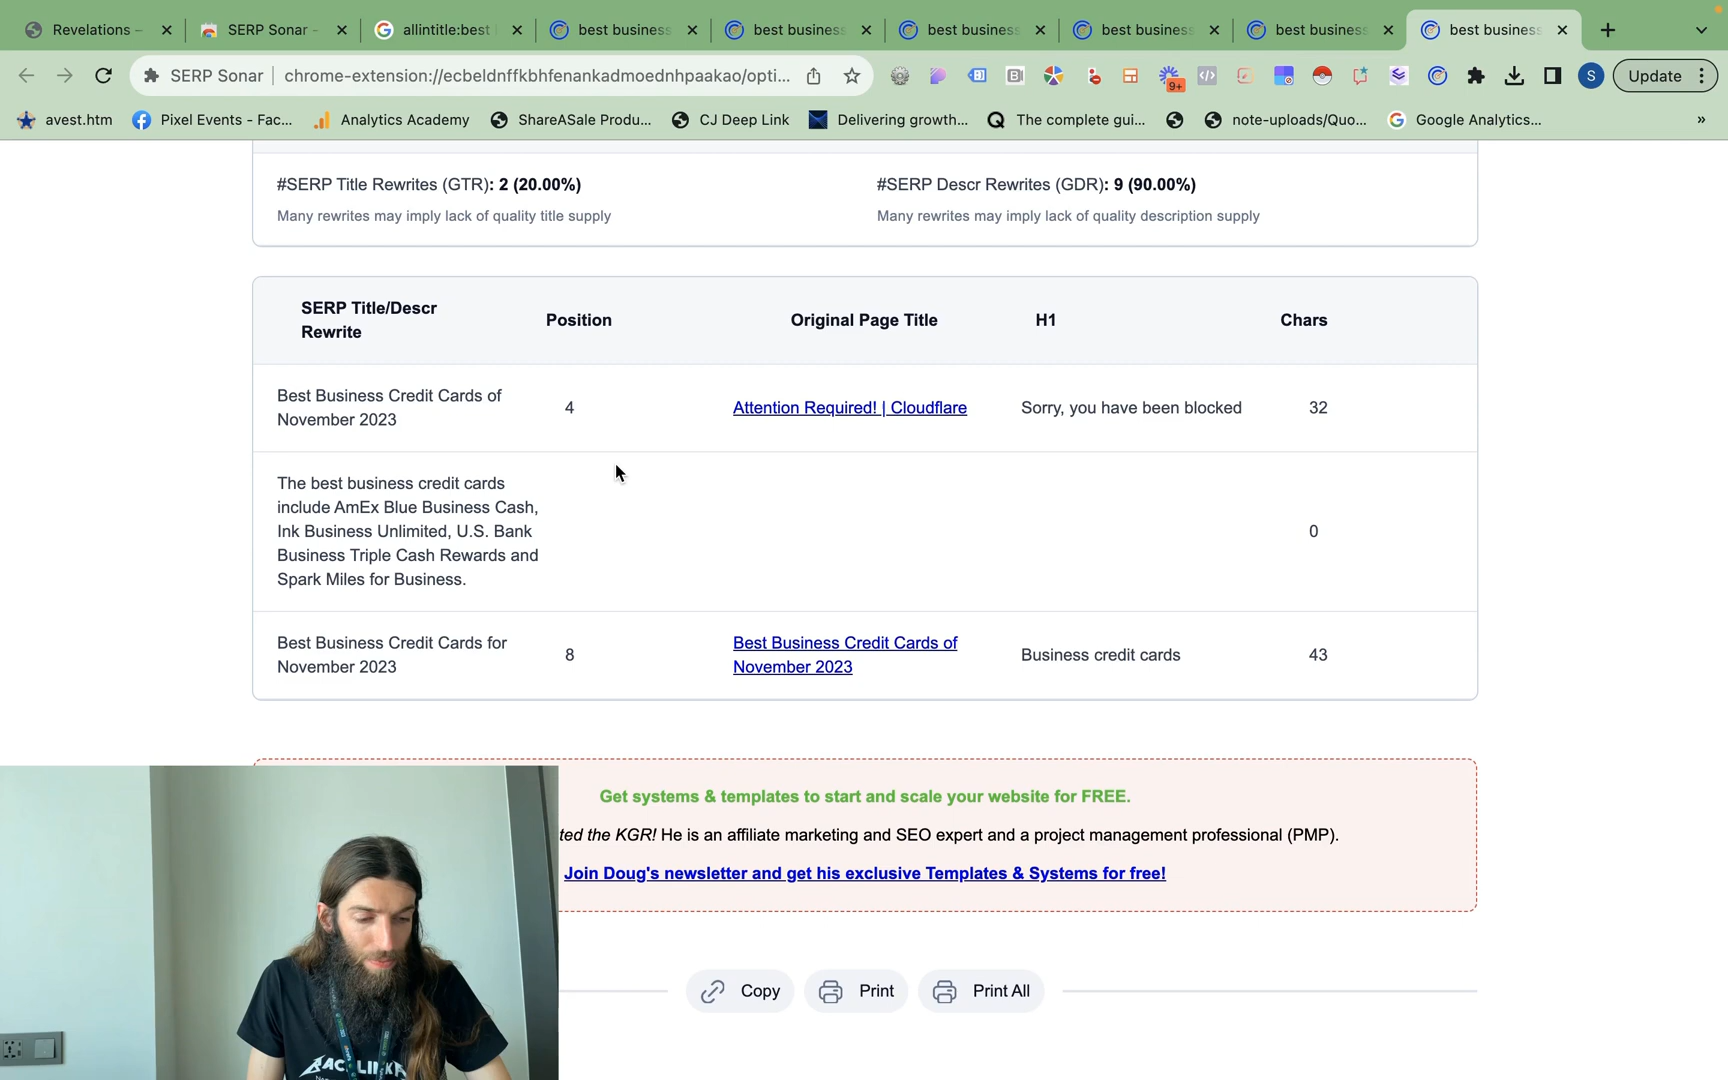 Revelations –
SERP Sonar -
allintitle:best
best business
best business
best business
best business
best business
best business
SERP Sonar
chrome-extension://ecbeldnffkbhfenankadmoednhpaakao/opti...
9+
S
Update
avest.htm
Pixel Events - Fac...
Analytics Academy
ShareASale Produ...
CJ Deep Link
Delivering growth...
The complete gui...
note-uploads/Quo...
Google Analytics...
»
#SERP Title Rewrites (GTR): 2 (20.00%)
#SERP Descr Rewrites (GDR): 9 (90.00%)
Many rewrites may imply lack of quality title supply
Many rewrites may imply lack of quality description supply
SERP Title/Descr
Rewrite
Position
Original Page Title
H1
Chars
Best Business Credit Cards of
November 2023
4
Attention Required! | Cloudflare
Sorry, you have been blocked
32
The best business credit cards
include AmEx Blue Business Cash,
Ink Business Unlimited, U.S. Bank
Business Triple Cash Rewards and
Spark Miles for Business.
0
Best Business Credit Cards for
November 2023
8
Best Business Credit Cards of
November 2023
Business credit cards
43
Get systems & templates to start and scale your website for FREE.
ted the KGR! He is an affiliate marketing and SEO expert and a project management professional (PMP).
Join Doug's newsletter and get his exclusive Templates & Systems for free!
Copy
Print
Print All